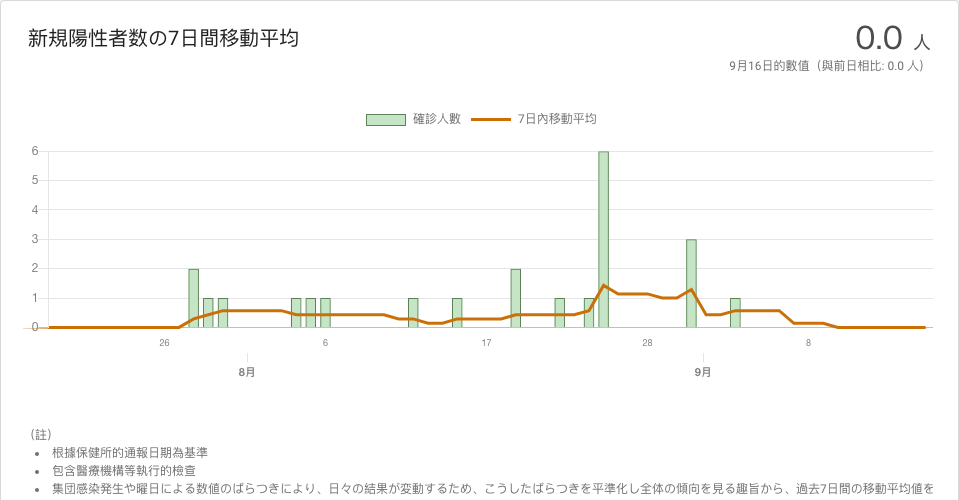 新規陽性者数の7日間移動平均
0.0 人
9月16日的數值（與前日相比: 0.0 人）
確診人數
7日內移動平均
6
5
4
3
2
1
0
26
6
17
28
8
8月
9月
（註）
• 根據保健所的通報日期為基準
• 包含醫療機構等執行的檢查
• 集団感染発生や曜日による数値のばらつきにより、日々の結果が変動するため、こうしたばらつきを平準化し全体の傾向を見る趣旨から、過去7日間の移動平均値を